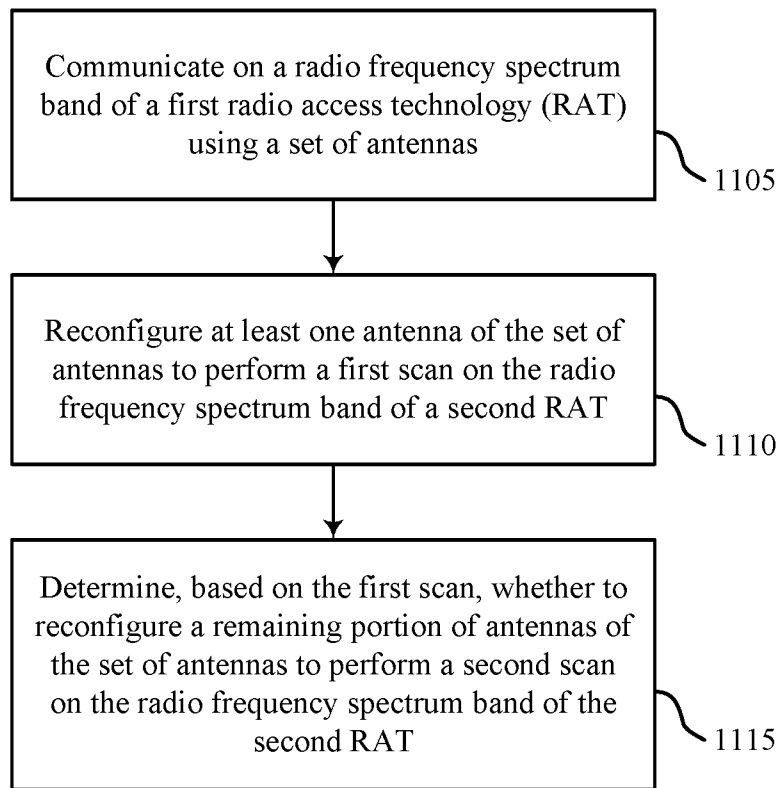 Communicate on a radio frequency spectrum
band of a first radio access technology (RAT)
using a set of antennas
1105
Reconfigure at least one antenna of the set of
antennas to perform a first scan on the radio
frequency spectrum band of a second RAT
1110
Determine, based on the first scan, whether to
reconfigure a remaining portion of antennas of
the set of antennas to perform a second scan
on the radio frequency spectrum band of the
second RAT
1115